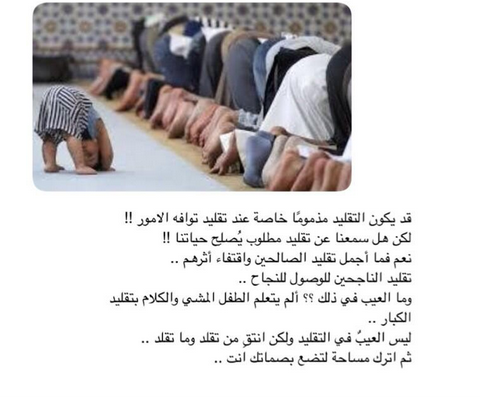 قد يكون التقليد مذمومًا خاصة عند تقليد توافه الامور !!
لكن هل سمعنا عن تقليد مطلوب يُصلِح حياتنا !!
نعم فما أجمل تقليد الصالحين واقتفاء أثرهم ..
تقليد الناجحين للوصول للنجاح ..
وما العيب في ذلك ؟؟ ألم يتعلم الطفل المشي والكلام بتقليد
الكبار ..
ليس العيبُ في التقليد ولكن انتقِ من تقلد وما تقلد ..
ثم اترك مساحة لتضع بصماتك انت ..